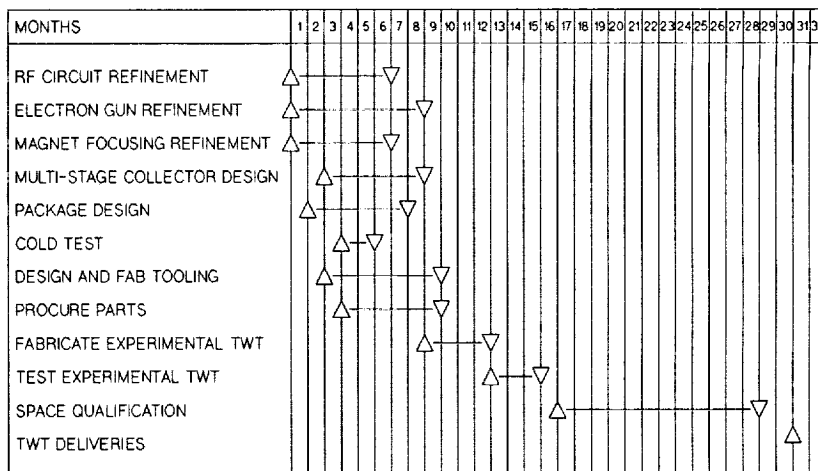 MONTHS 1 2 3 4 5 6 7 8 9 10 11 12 13 14 15 16 17 18 19 20 21 22 23 24 25 26 27 28 29 30 31 3
RF CIRCUIT REFINEMENT
ELECTRON GUN REFINEMENT
MAGNET FOCUSING REFINEMENT
MULTI-STAGE COLLECTOR DESIGN
PACKAGE DESIGN
COLD TEST
DESIGN AND FAB TOOLING
PROCURE PARTS
FABRICATE EXPERIMENTAL TWT
TEST EXPERIMENTAL TWT
SPACE QUALIFICATION
TWT DELIVERIES